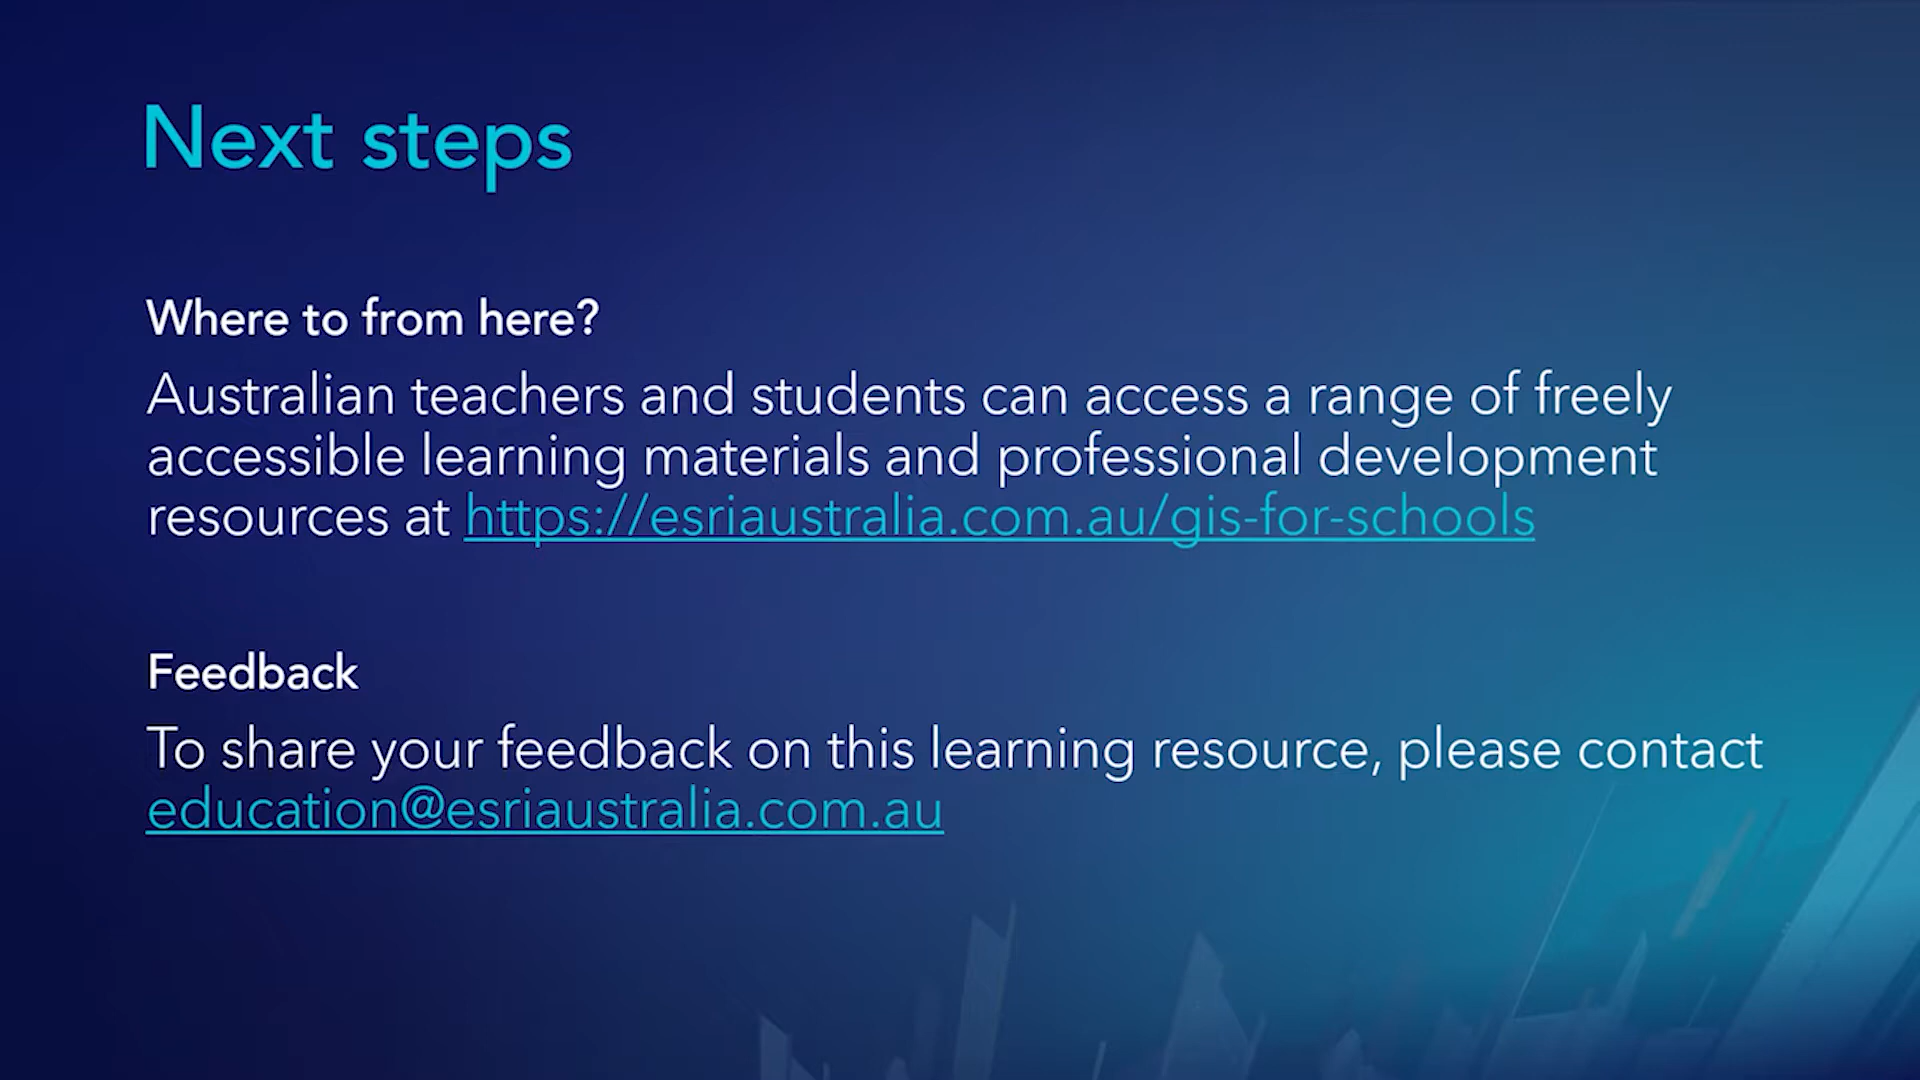 Next steps
Where to from here?
Australian teachers and students can access a range of freely
accessible learning materials and professional development
resources at https://esriaustralia.com.au/gis-for-schools
Feedback
To share your feedback on this learning resource, please contact
education@esriaustralia.com.au